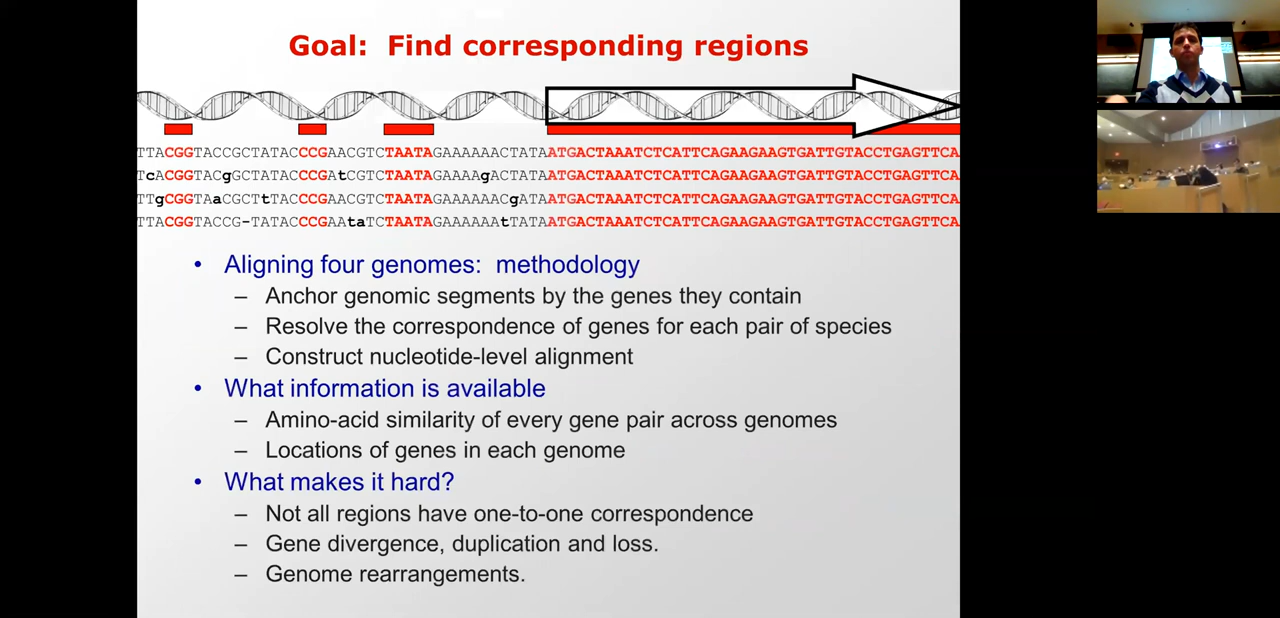 Goal: Find corresponding regions
TTACGGTACCGCTATACCCGAACGTCTAATAGAAAAAACTATAATGACTAAATCTCATTCAGAAGAAGTGATTGTACCTGAGTTCA
TcACGGTACgGCTATACCCGAtCGTCTAATAGAAAAgACTATAATGACTAAATCTCATTCAGAAGAAGTGATTGTACCTGAGTTCA
TTgCGGTAaCGCTtTACCCGAACGTCTAATAGAAAAAACgATAATGACTAAATCTCATTCAGAAGAAGTGATTGTACCTGAGTTCA
TTACGGTACCG-TATACCCGAAtaTCTAATAGAAAAAAtTATAATGACTAAATCTCATTCAGAAGAAGTGATTGTACCTGAGTTCA
• Aligning four genomes: methodology
– Anchor genomic segments by the genes they contain
– Resolve the correspondence of genes for each pair of species
– Construct nucleotide-level alignment
• What information is available
– Amino-acid similarity of every gene pair across genomes
– Locations of genes in each genome
• What makes it hard?
– Not all regions have one-to-one correspondence
– Gene divergence, duplication and loss.
– Genome rearrangements.